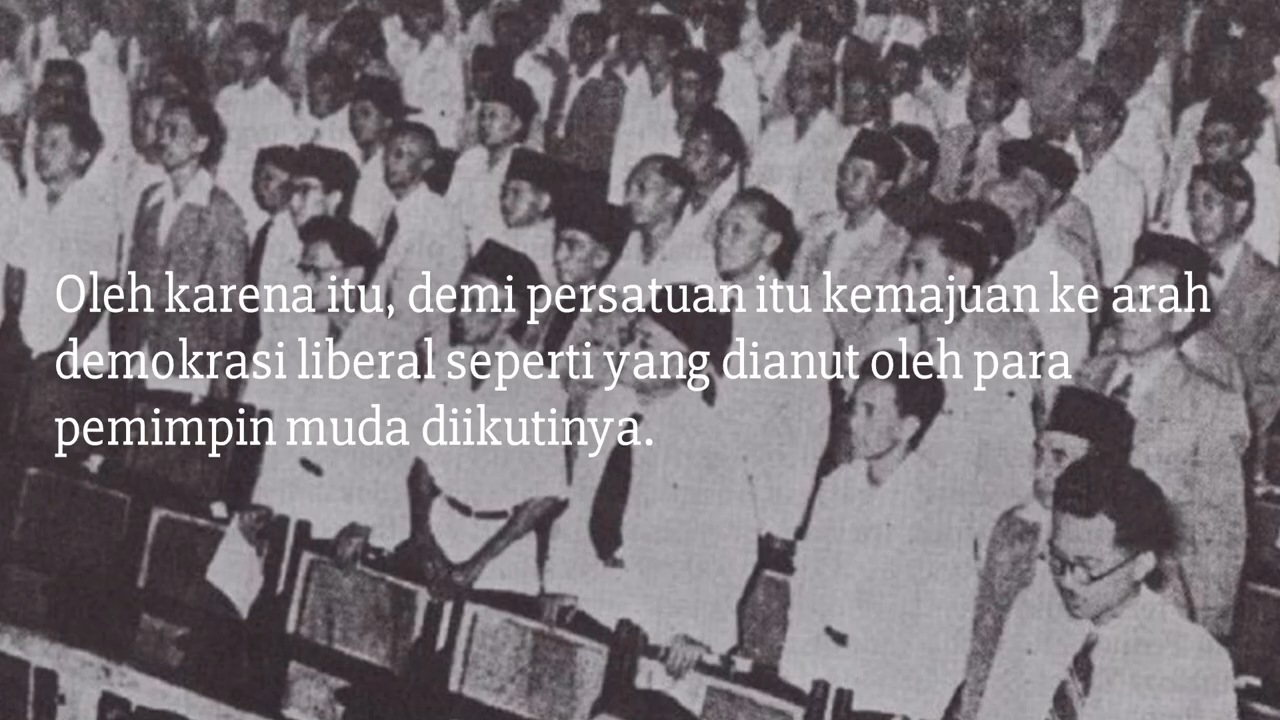 Oleh karena itu, demi persatuan itu kemajuan ke arah
demokrasi liberal seperti yang dianut oleh para
pemimpin muda diikutinya.